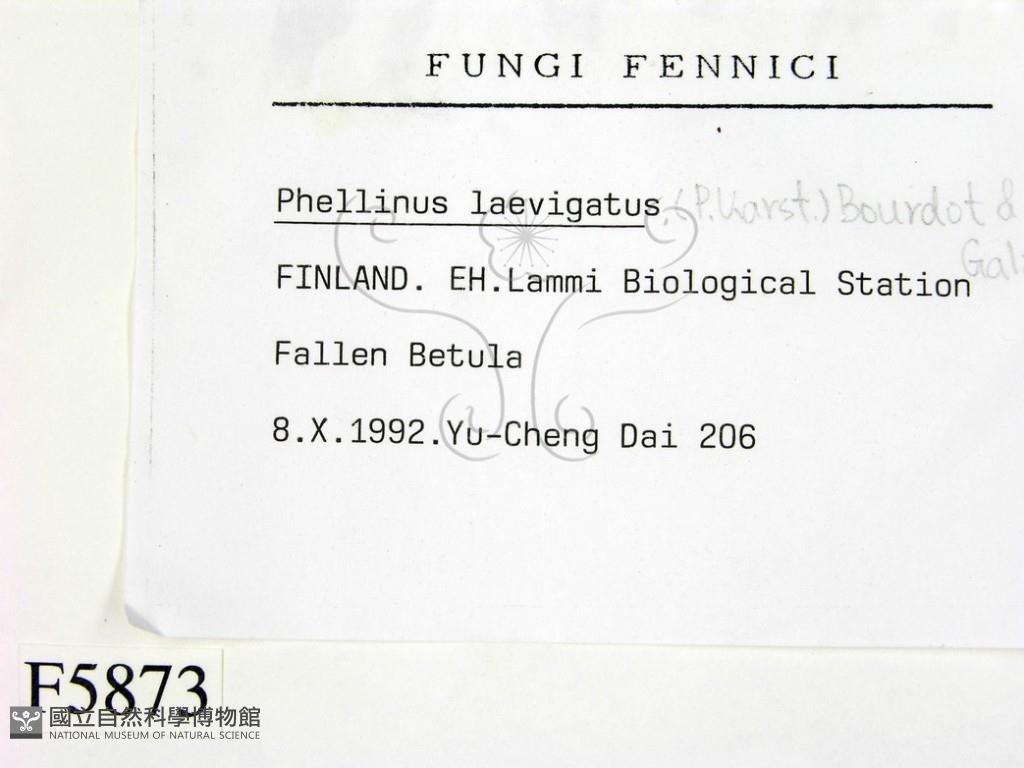 FUNGI FENNICI
Phellinus laevigatus (P.Karst.) Bourdot &
Gal
FINLAND. EH.Lammi Biological Station
Fallen Betula
8.X.1992.Yu-Cheng Dai 206
F5873
國立自然科學博物館
NATIONAL MUSEUM OF NATURAL SCIENCE